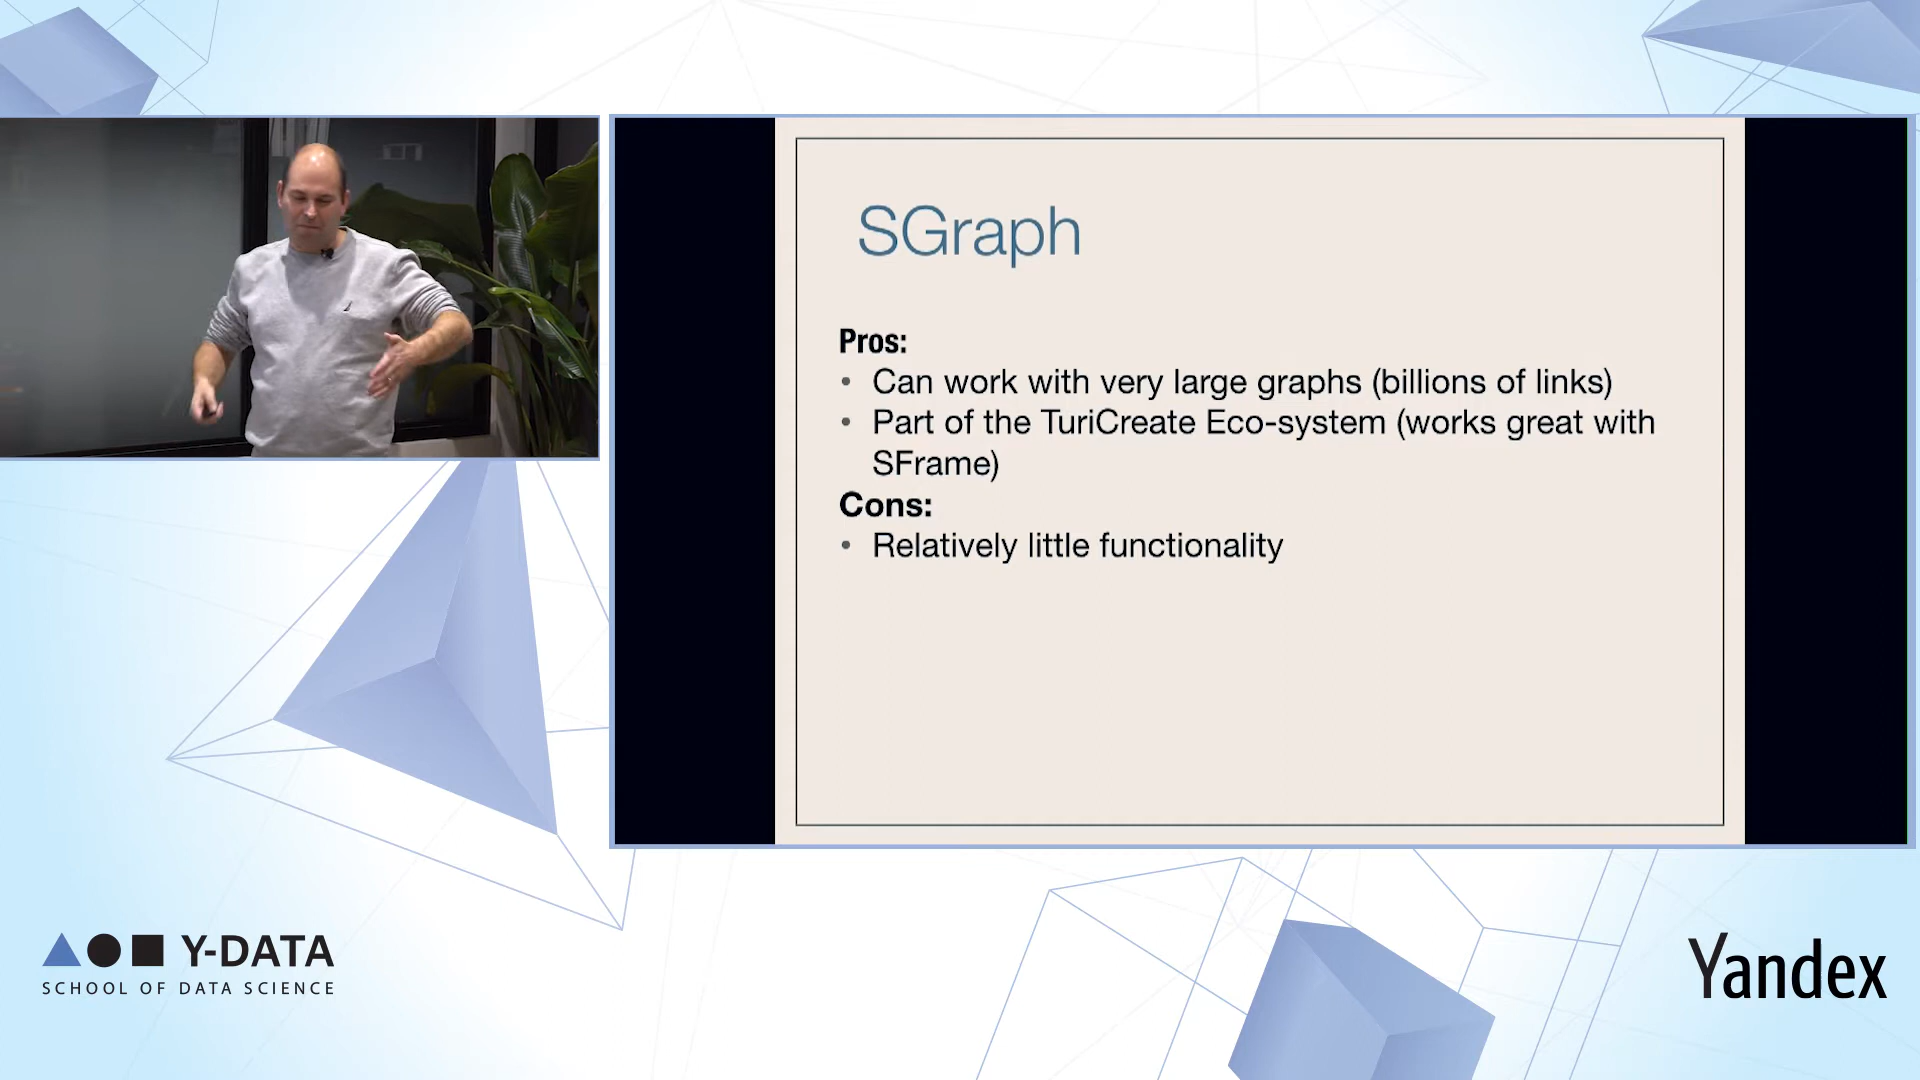 SGraph
Pros:
• Can work with very large graphs (billions of links)
• Part of the TuriCreate Eco-system (works great with
SFrame)
Cons:
• Relatively little functionality
Y-DATA
SCHOOL OF DATA SCIENCE
Yandex